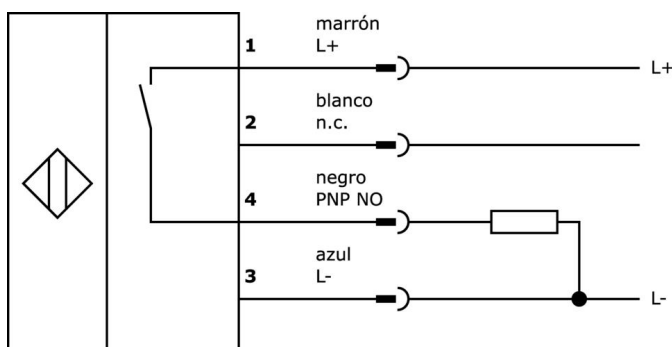 marrón
1
L+
L+
blanco
2
n.c.
negro
4
PNP NO
azul
3
L-
L-